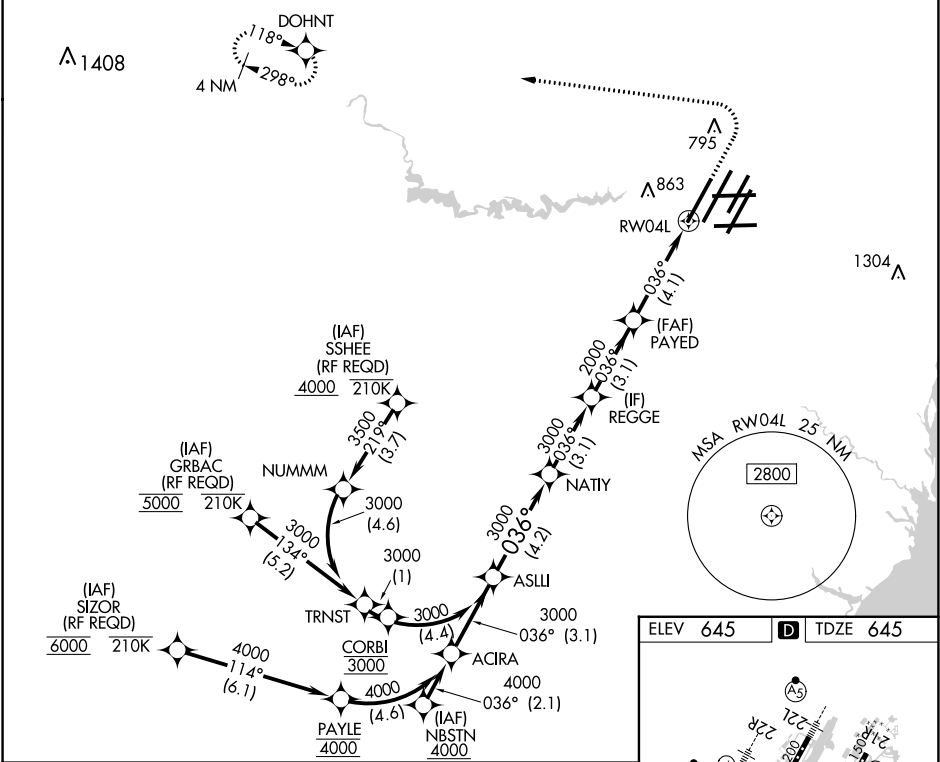 DOHNT
118°
298°
4 NM
1408
795
863
RW04L
1304
036°
(4.1)
(FAF)
PAYED
2000
036°
(3.1)
(IF)
REGGE
3000
036°
(3.1)
NATIY
3000
036°
(4.2)
ASLLI
(IAF)
SSHEE
(RF REQD)
4000 210K
3500
219°
(3.7)
NUMMM
3000
(4.6)
(IAF)
GRBAC
(RF REQD)
5000 210K
3000
134°
(5.2)
3000
(1)
TRNST
CORBI
3000
3000
(4.4)
3000
036° (3.1)
ACIRA
(IAF)
SIZOR
(RF REQD)
6000 210K
4000
114°
(6.1)
PAYLE
4000
4000
(4.6)
4000
036° (2.1)
(IAF)
NBSTN
4000
MSA RW04L 25 NM
2800
ELEV 645 D TDZE 645
A5
22R
22L
200
150
21